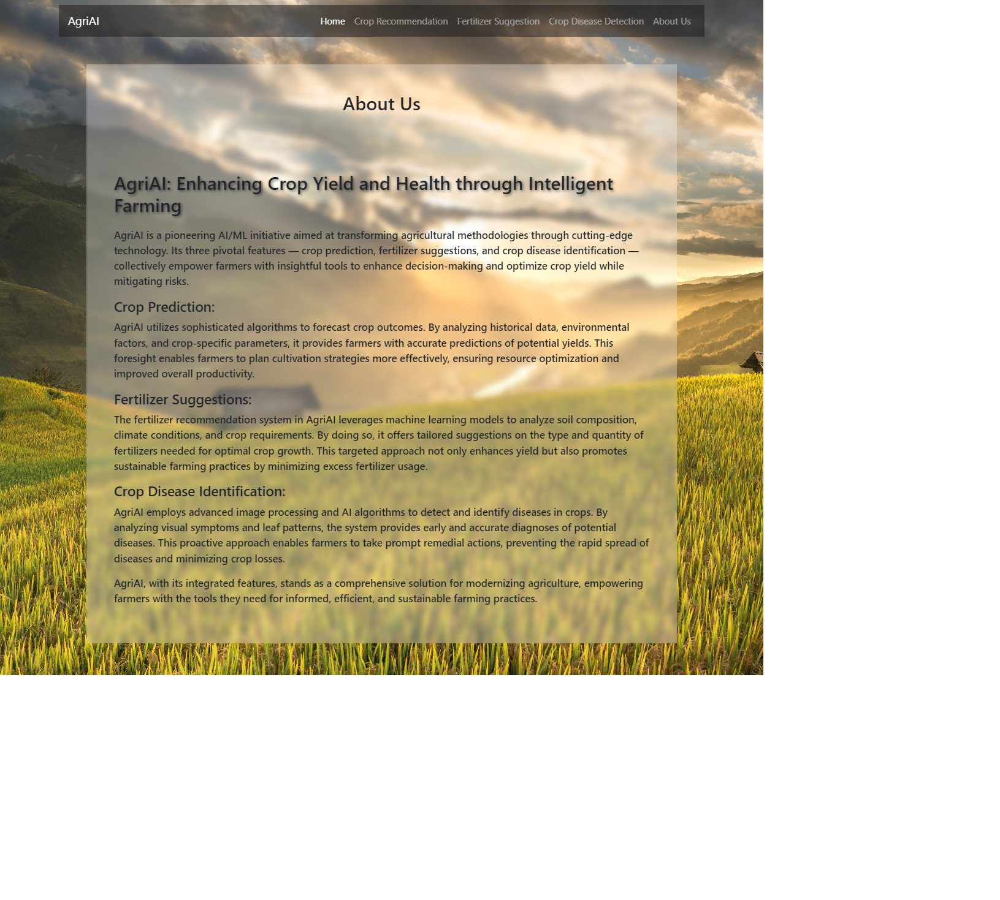 AgriAI
Home Crop Recommendation Fertilizer Suggestion Crop Disease Detection About Us
About Us
AgriAI: Enhancing Crop Yield and Health through Intelligent
Farming
AgriAI is a pioneering AI/ML initiative aimed at transforming agricultural methodologies through cutting-edge
technology. Its three pivotal features — crop prediction, fertilizer suggestions, and crop disease identification —
collectively empower farmers with insightful tools to enhance decision-making and optimize crop yield while
mitigating risks.
Crop Prediction:
AgriAI utilizes sophisticated algorithms to forecast crop outcomes. By analyzing historical data, environmental
factors, and crop-specific parameters, it provides farmers with accurate predictions of potential yields. This
foresight enables farmers to plan cultivation strategies more effectively, ensuring resource optimization and
improved overall productivity.
Fertilizer Suggestions:
The fertilizer recommendation system in AgriAI leverages machine learning models to analyze soil composition,
climate conditions, and crop requirements. By doing so, it offers tailored suggestions on the type and quantity of
fertilizers needed for optimal crop growth. This targeted approach not only enhances yield but also promotes
sustainable farming practices by minimizing excess fertilizer usage.
Crop Disease Identification:
AgriAI employs advanced image processing and AI algorithms to detect and identify diseases in crops. By
analyzing visual symptoms and leaf patterns, the system provides early and accurate diagnoses of potential
diseases. This proactive approach enables farmers to take prompt remedial actions, preventing the rapid spread of
diseases and minimizing crop losses.
AgriAI, with its integrated features, stands as a comprehensive solution for modernizing agriculture, empowering
farmers with the tools they need for informed, efficient, and sustainable farming practices.